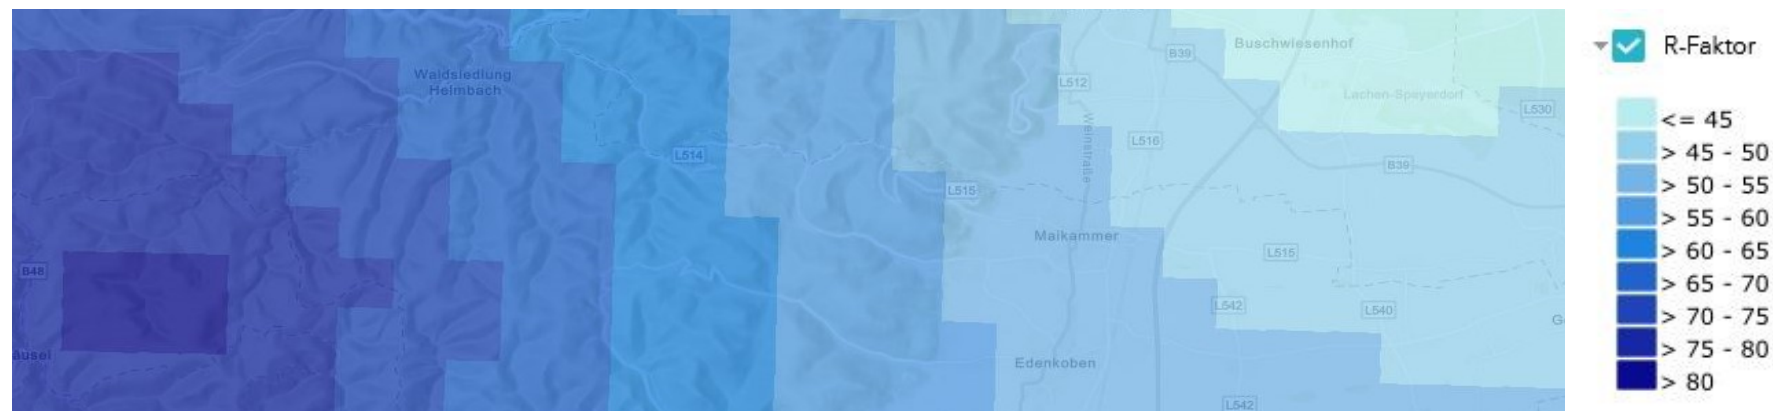 Buschwiesenhof
B39
Waldsiedlung
Helmbach
L512
Lachen-Speyerdorf
L530
Weinstraße
L516
L514
B39
L515
Maikammer
L515
B48
L542
L540
G
äusel
Edenkoben
L542
R-Faktor
<= 45
> 45 - 50
> 50 - 55
> 55 - 60
> 60 - 65
> 65 - 70
> 70 - 75
> 75 - 80
> 80